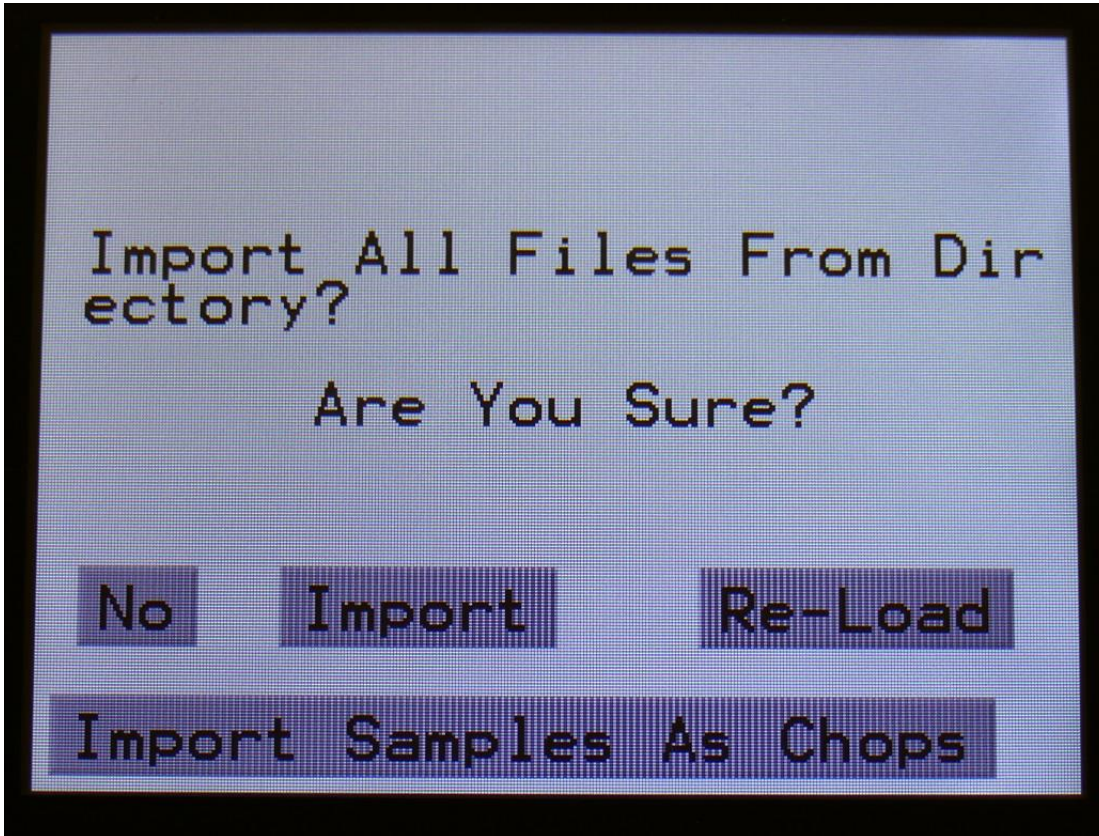 Import All Files From Dir
ectory?
Are You Sure?
No Import Re-Load
Import Samples As Chops